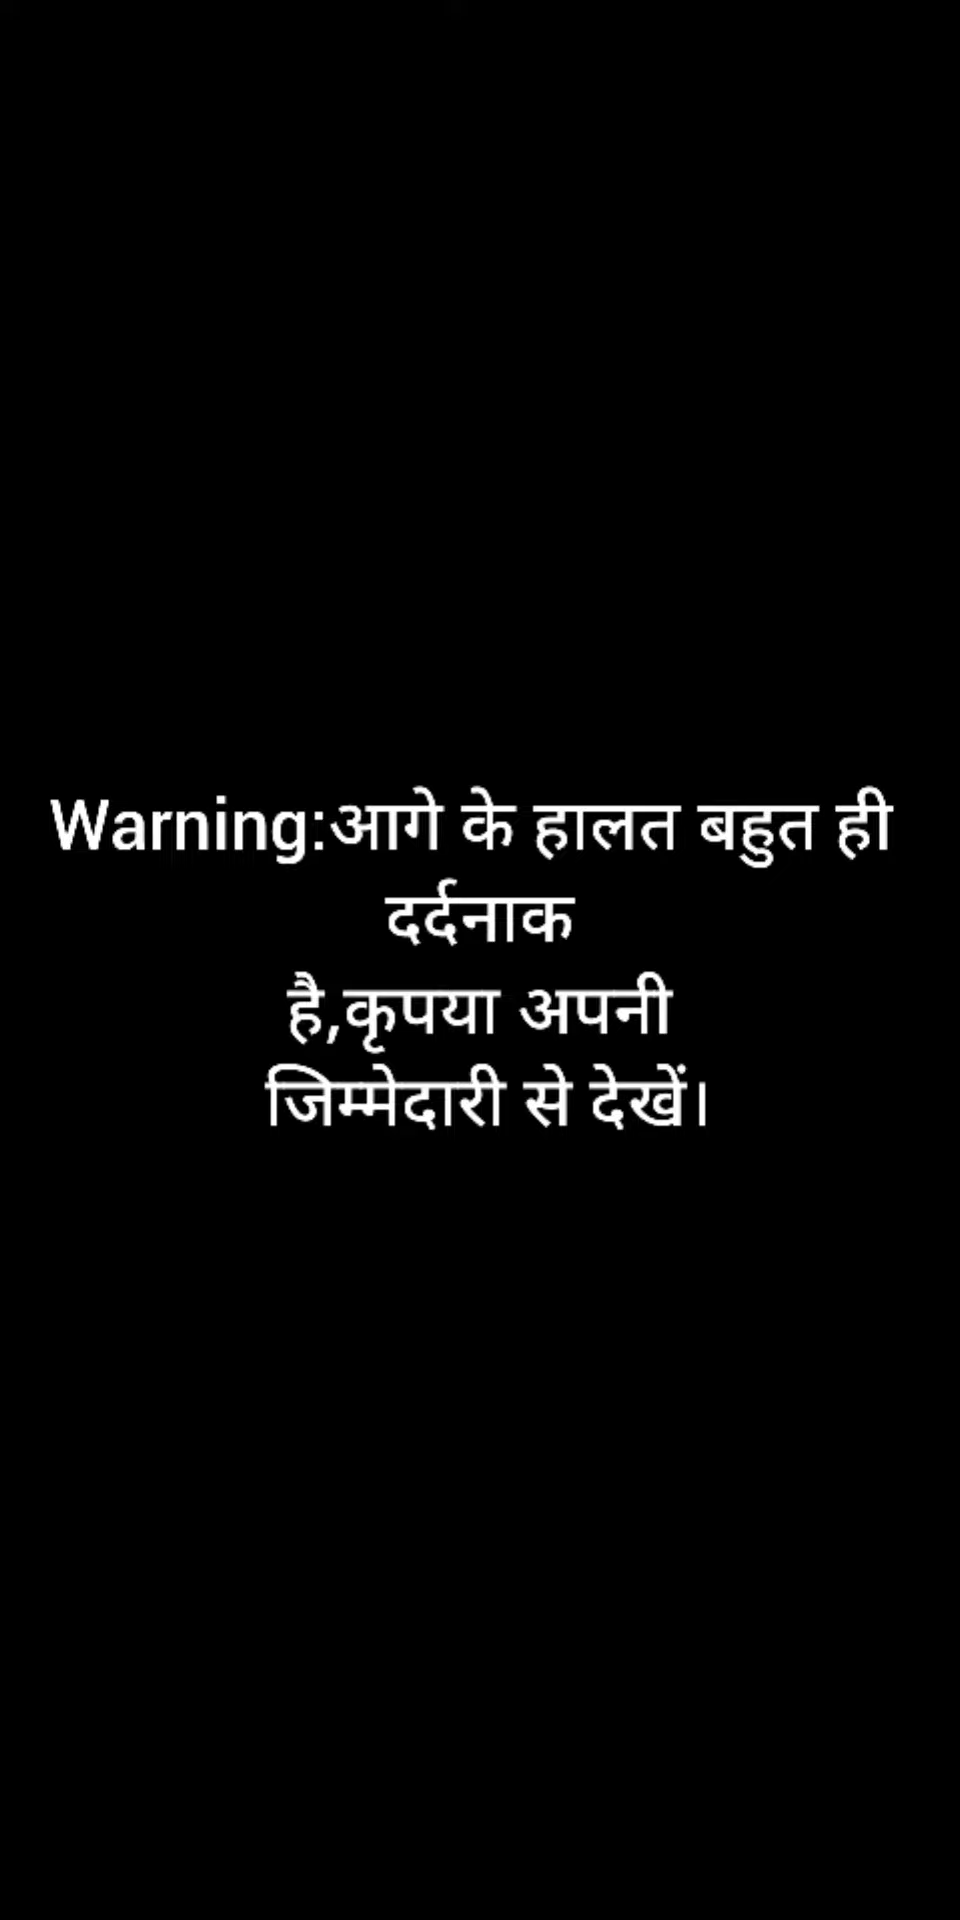 Warning:आगे के हालत बहुत ही
दर्दनाक
है,कृपया अपनी
जिम्मेदारी से देखें।